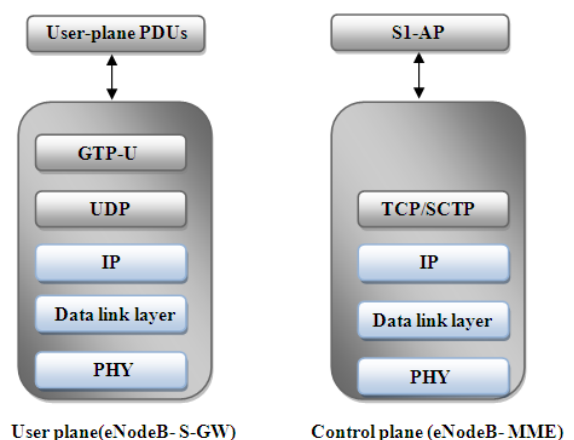 User-plane PDUs
GTP-U
UDP
IP
Data link layer
PHY
User plane(eNodeB- S-GW)
S1-AP
TCP/SCTP
IP
Data link layer
PHY
Control plane (eNodeB- MME)